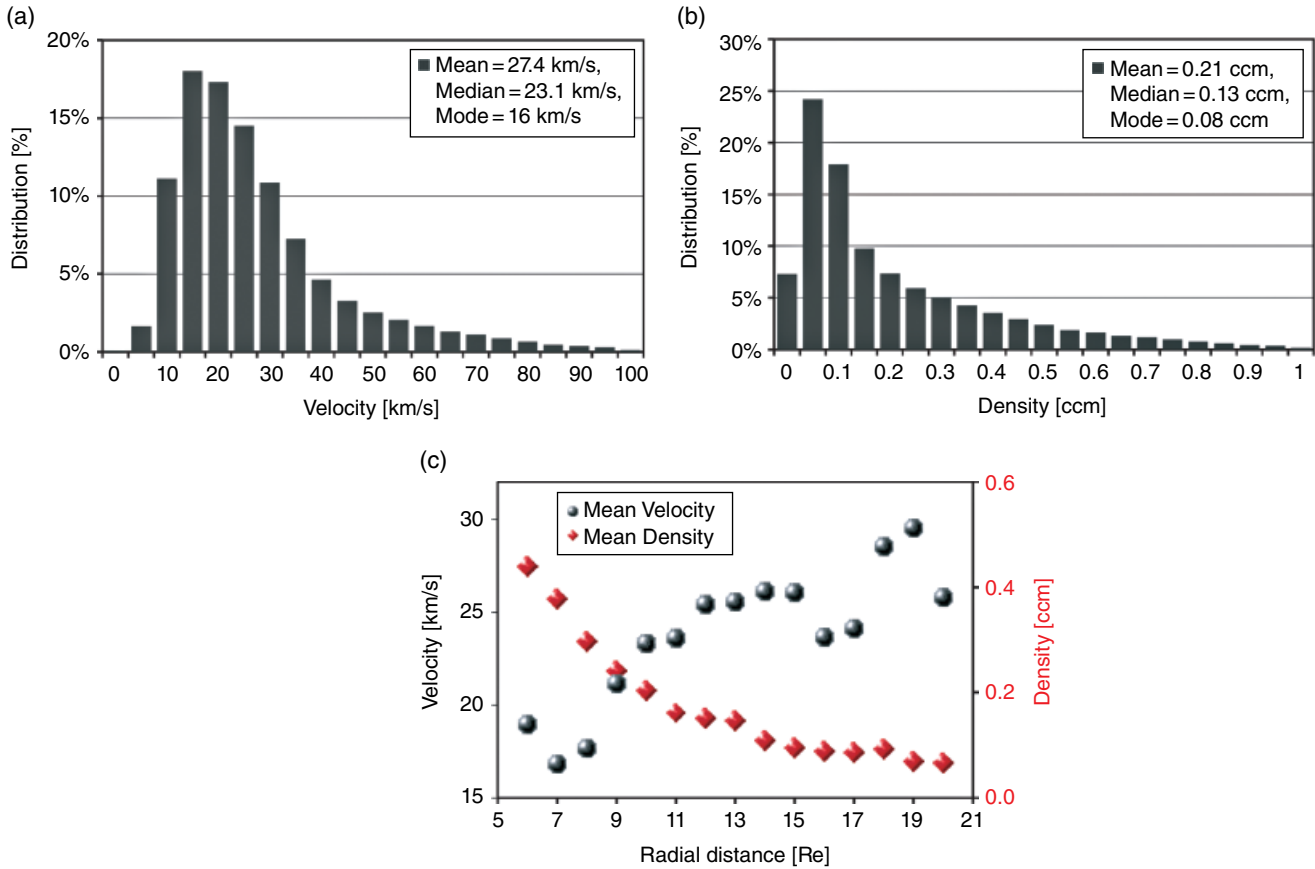 (a)
20%
15%
10%
5%
0%
Distribution [%]
Mean = 27.4 km/s,
Median = 23.1 km/s,
Mode = 16 km/s
0 10 20 30 40 50 60 70 80 90 100
Velocity [km/s]
(b)
30%
25%
20%
15%
10%
5%
0%
Distribution [%]
Mean = 0.21 ccm,
Median = 0.13 ccm,
Mode = 0.08 ccm
0 0.1 0.2 0.3 0.4 0.5 0.6 0.7 0.8 0.9 1
Density [ccm]
(c)
30
25
20
15
Velocity [km/s]
Mean Velocity
Mean Density
0.6
0.4
0.2
0.0
Density [ccm]
5 7 9 11 13 15 17 19 21
Radial distance [Re]